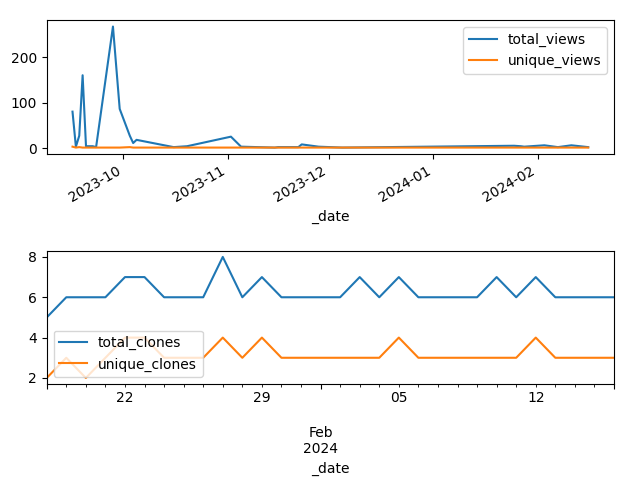 200
100
0
total_views
unique_views
2023-10
2023-11
2023-12
2024-01
2024-02
_date
8
6
4
2
total_clones
unique_clones
22
29
05
12
Feb
2024
_date